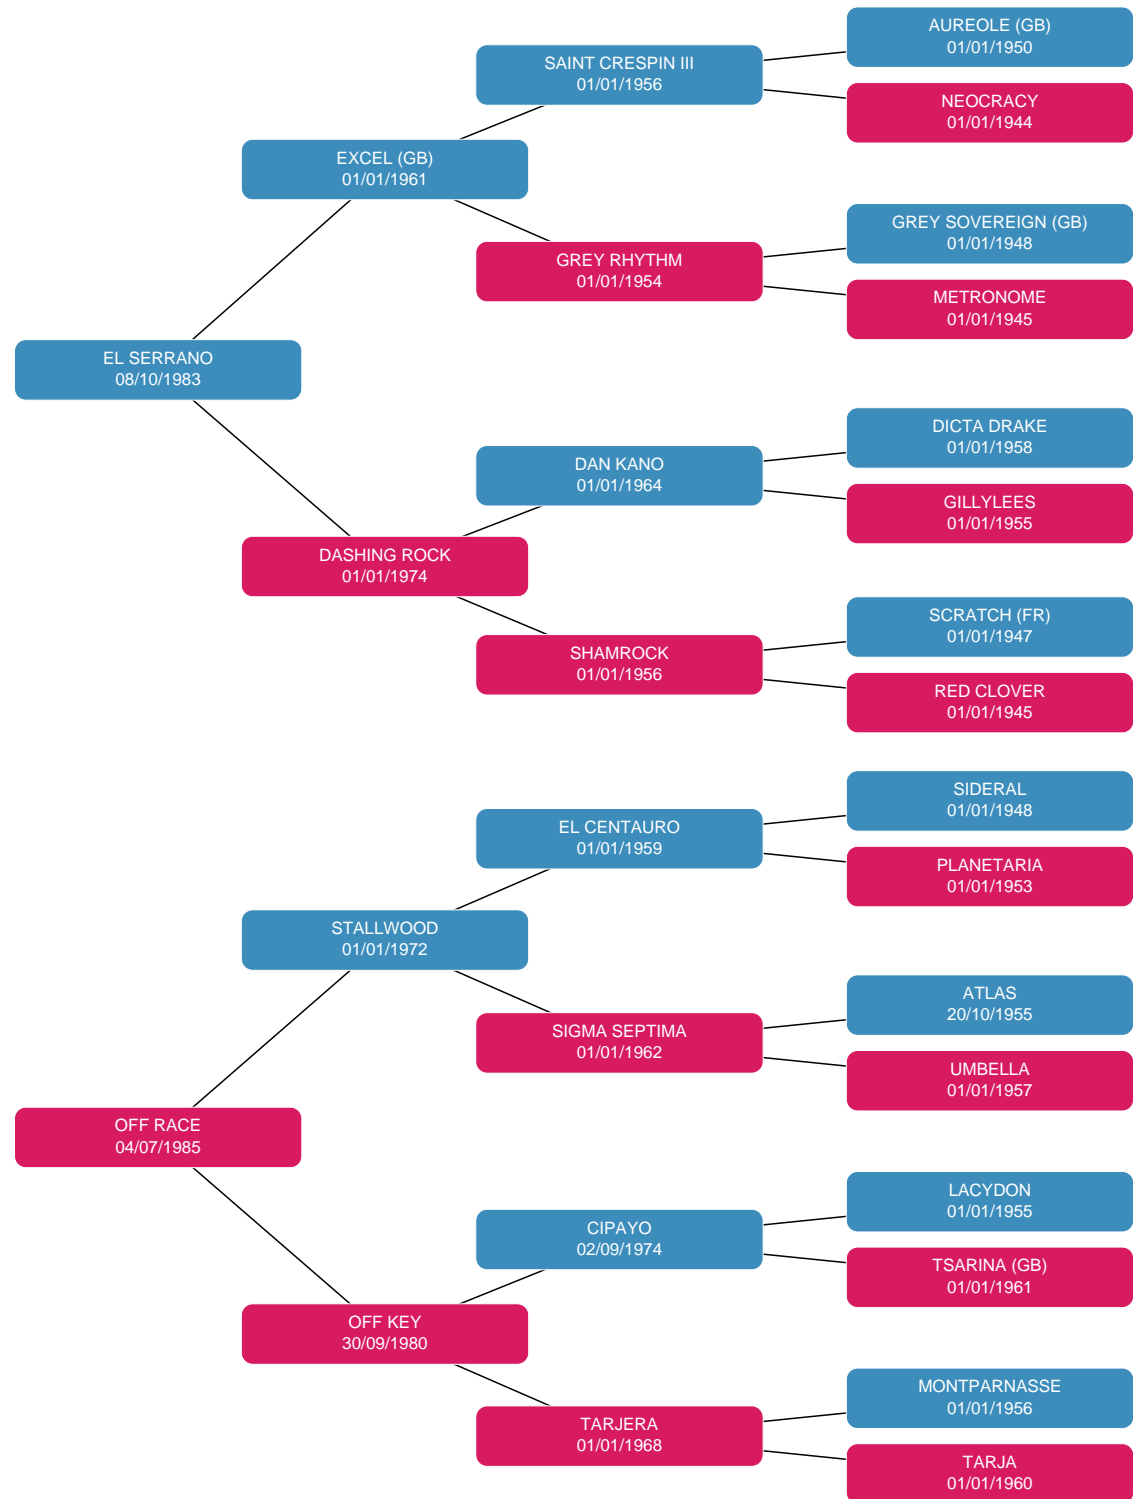 AUREOLE (GB)
01/01/1950
SAINT CRESPIN III
01/01/1956
NEOCRACY
01/01/1944
EXCEL (GB)
01/01/1961
GREY SOVEREIGN (GB)
01/01/1948
GREY RHYTHM
01/01/1954
METRONOME
01/01/1945
EL SERRANO
08/10/1983
DICTA DRAKE
01/01/1958
DAN KANO
01/01/1964
GILLYLEES
01/01/1955
DASHING ROCK
01/01/1974
SCRATCH (FR)
01/01/1947
SHAMROCK
01/01/1956
RED CLOVER
01/01/1945
SIDERAL
01/01/1948
EL CENTAURO
01/01/1959
PLANETARIA
01/01/1953
STALLWOOD
01/01/1972
ATLAS
20/10/1955
SIGMA SEPTIMA
01/01/1962
UMBELLA
01/01/1957
OFF RACE
04/07/1985
LACYDON
01/01/1955
CIPAYO
02/09/1974
TSARINA (GB)
01/01/1961
OFF KEY
30/09/1980
MONTPARNASSE
01/01/1956
TARJERA
01/01/1968
TARJA
01/01/1960